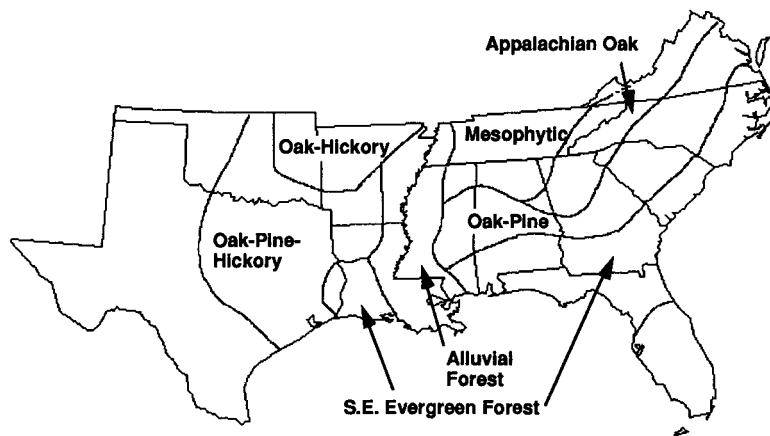 Appalachian Oak
Oak-Hickory
Mesophytic
Oak-Pine-
Hickory
Oak-Pine
Alluvial
Forest
S.E. Evergreen Forest